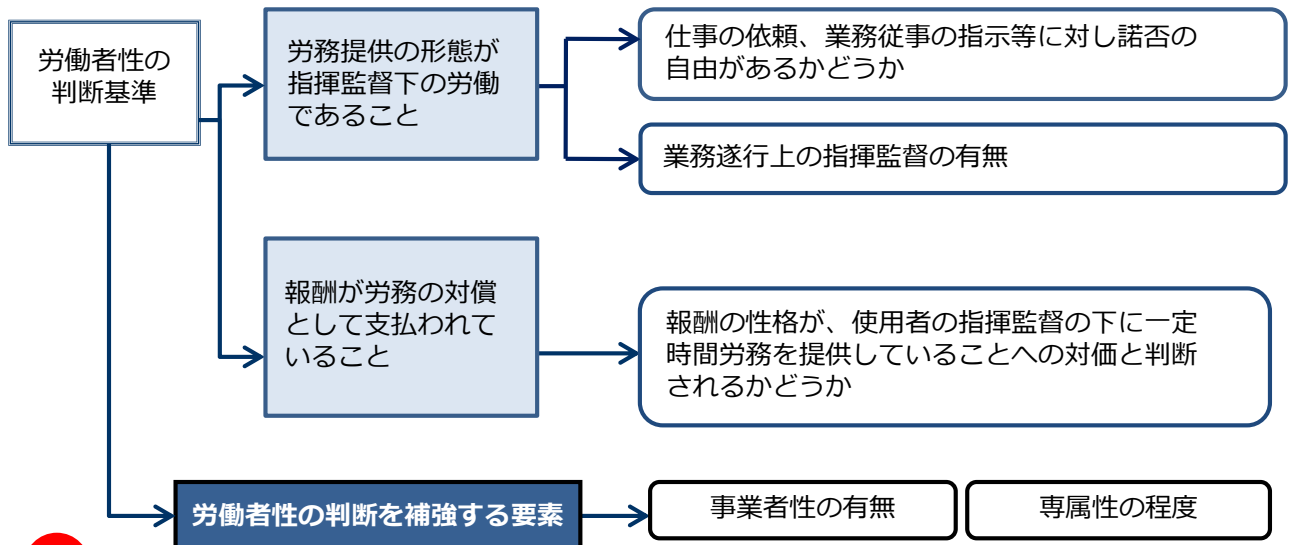 労働者性の
判断基準
労務提供の形態が
指揮監督下の労働
であること
仕事の依頼、業務従事の指示等に対し諾否の
自由があるかどうか
業務遂行上の指揮監督の有無
報酬が労務の対償
として支払われて
いること
報酬の性格が、使用者の指揮監督の下に一定
時間労務を提供していることへの対価と判断
されるかどうか
労働者性の判断を補強する要素
事業者性の有無
専属性の程度